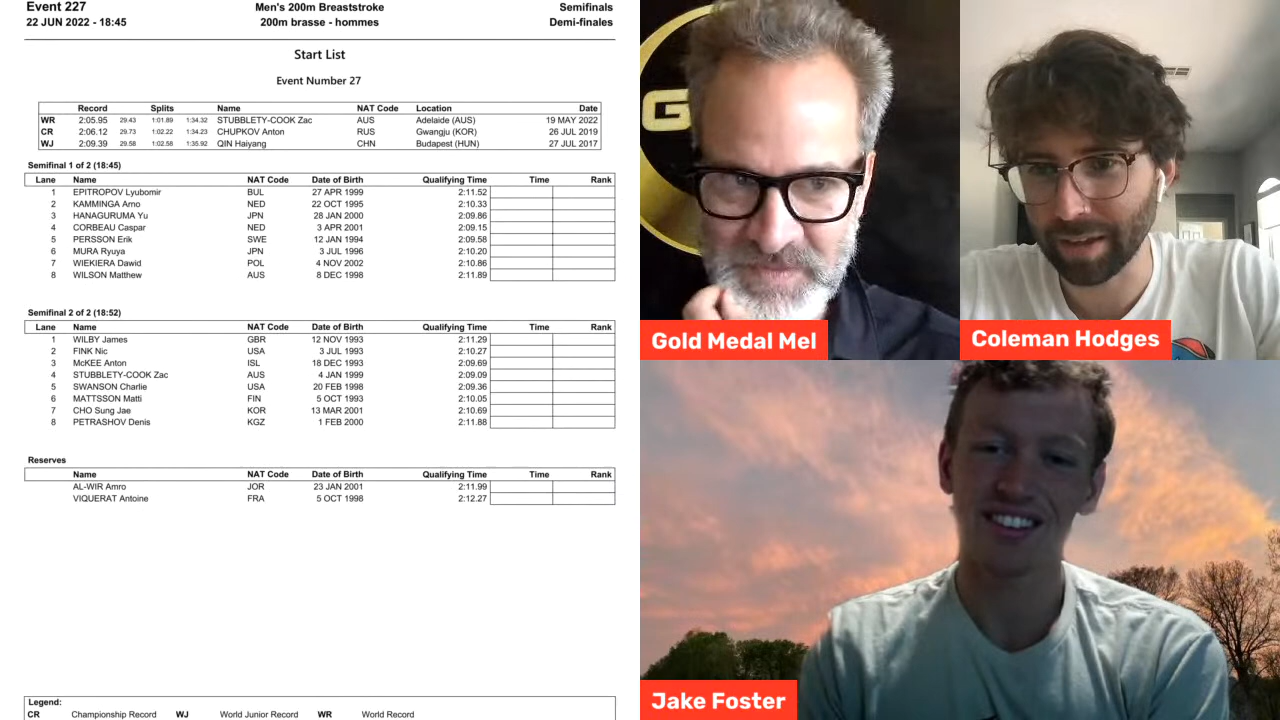 Event 227 Men's 200m Breaststroke Semifinals
22 JUN 2022 - 18:45 200m brasse - hommes Demi-finales
Start List
Event Number 27
Record Splits Name NAT Code Location Date
WR 2:05.95 29.43 1:01.89 1:34.32 STUBBLETY-COOK Zac AUS Adelaide (AUS) 19 MAY 2022
CR 2:06.12 29.73 1:02.22 1:34.23 CHUPKOV Anton RUS Gwangju (KOR) 26 JUL 2019
WJ 2:09.39 29.58 1:02.58 1:35.92 QIN Haiyang CHN Budapest (HUN) 27 JUL 2017
Semifinal 1 of 2 (18:45)
Lane Name NAT Code Date of Birth Qualifying Time Time Rank
1 EPITROPOV Lyubomir BUL 27 APR 1999 2:11.52
2 KAMMINGA Arno NED 22 OCT 1995 2:10.33
3 HANAGURUMA Yu JPN 28 JAN 2000 2:09.86
4 CORBEAU Caspar NED 3 APR 2001 2:09.15
5 PERSSON Erik SWE 12 JAN 1994 2:09.58
6 MURA Ryuya JPN 3 JUL 1996 2:10.20
7 WIEKIERA Dawid POL 4 NOV 2002 2:10.86
8 WILSON Matthew AUS 8 DEC 1998 2:11.89
Semifinal 2 of 2 (18:52)
Lane Name NAT Code Date of Birth Qualifying Time Time Rank
1 WILBY James GBR 12 NOV 1993 2:11.29
2 FINK Nic USA 3 JUL 1993 2:10.27
3 McKEE Anton ISL 18 DEC 1993 2:09.69
4 STUBBLETY-COOK Zac AUS 4 JAN 1999 2:09.09
5 SWANSON Charlie USA 20 FEB 1998 2:09.36
6 MATTSSON Matti FIN 5 OCT 1993 2:10.05
7 CHO Sung Jae KOR 13 MAR 2001 2:10.69
8 PETRASHOV Denis KGZ 1 FEB 2000 2:11.88
Reserves
Name NAT Code Date of Birth Qualifying Time Time Rank
AL-WIR Amro JOR 23 JAN 2001 2:11.99
VIQUERAT Antoine FRA 5 OCT 1998 2:12.27
Legend:
CR Championship Record WJ World Junior Record WR World Record
G
Gold Medal Mel
Coleman Hodges
Jake Foster